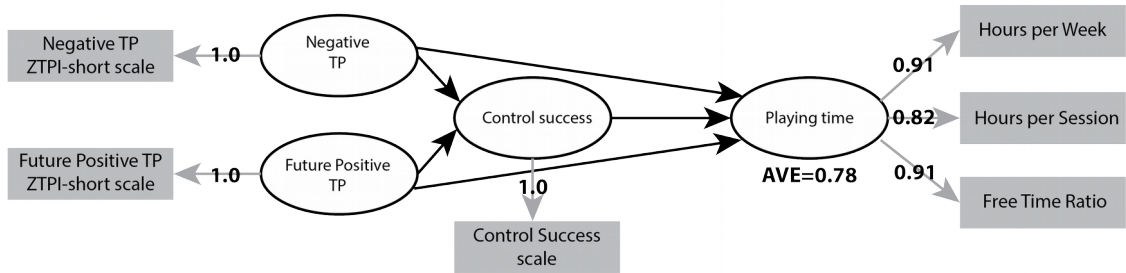 Negative TP
ZTPI-short scale
1.0
Negative
TP
Future Positive TP
ZTPI-short scale
1.0
Future Positive
TP
Control success
1.0
Control Success
scale
Playing time
AVE=0.78
0.91
Hours per Week
0.82
Hours per Session
0.91
Free Time Ratio